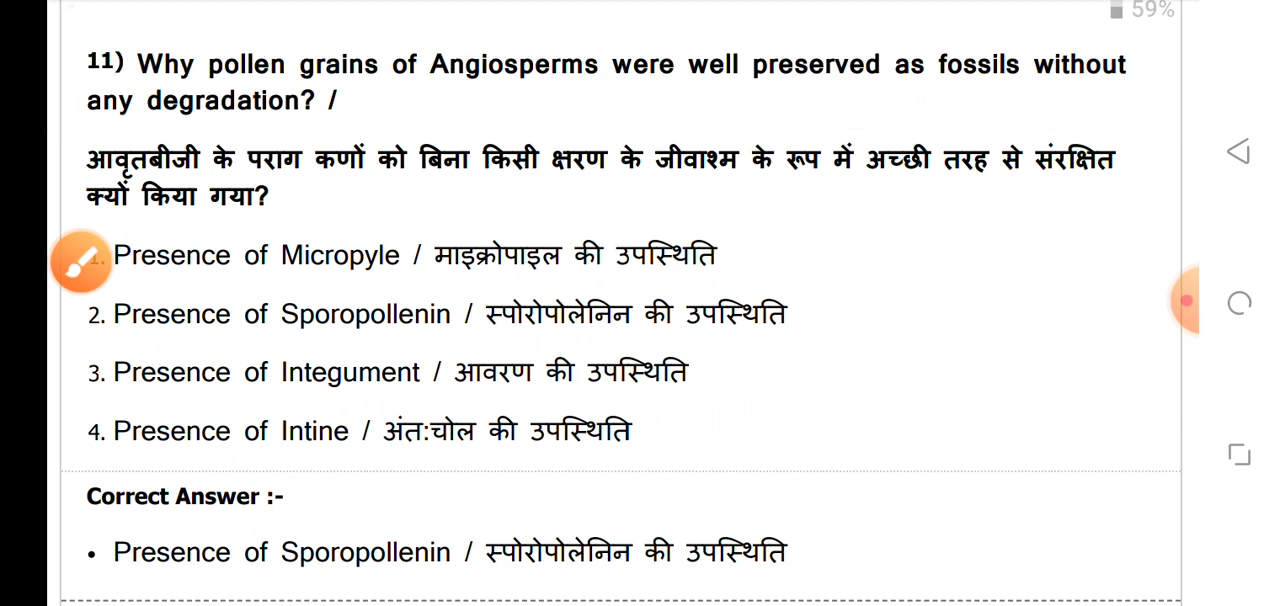 59%
11) Why pollen grains of Angiosperms were well preserved as fossils without
any degradation? /
आवृतबीजी के पराग कणों को बिना किसी क्षरण के जीवाश्म के रूप में अच्छी तरह से संरक्षित
क्यों किया गया?
1. Presence of Micropyle / माइक्रोपाइल की उपस्थिति
2. Presence of Sporopollenin / स्पोरोपोलेनिन की उपस्थिति
3. Presence of Integument / आवरण की उपस्थिति
4. Presence of Intine / अंत:चोल की उपस्थिति
Correct Answer :-
• Presence of Sporopollenin / स्पोरोपोलेनिन की उपस्थिति